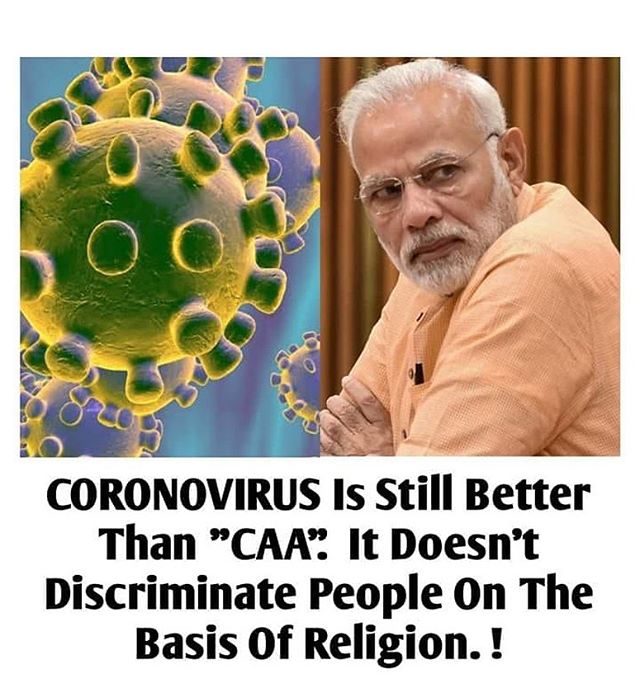 CORONOVIRUS Is Still Better
Than ”CAA”. It Doesn’t
Discriminate People On The
Basis Of Religion. !